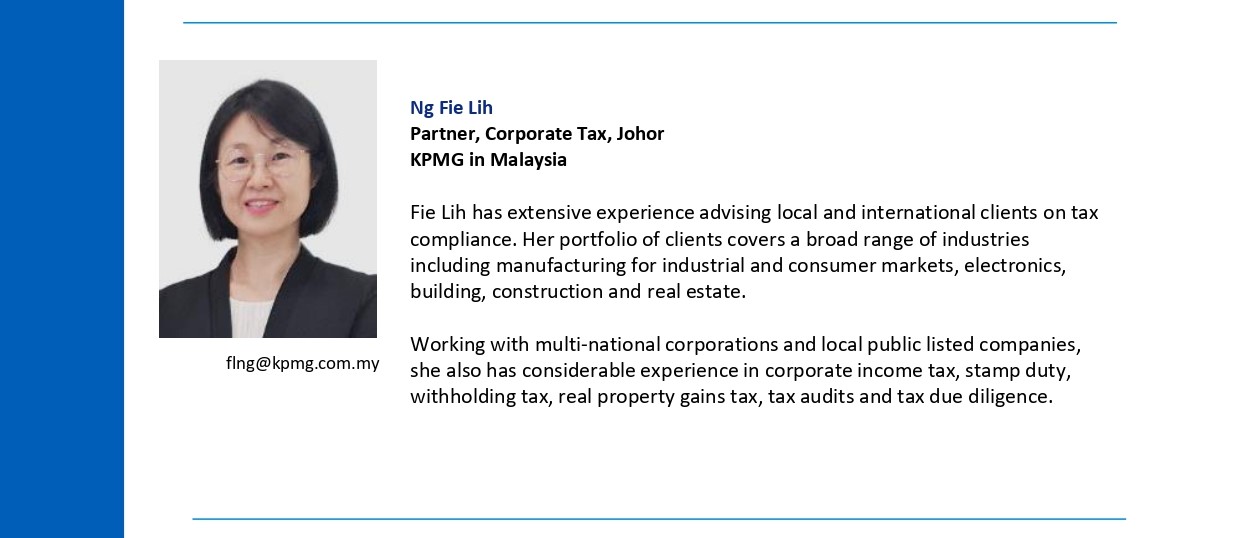 Ng Fie Lih
Partner, Corporate Tax, Johor
KPMG in Malaysia
Fie Lih has extensive experience advising local and international clients on tax
compliance. Her portfolio of clients covers a broad range of industries
including manufacturing for industrial and consumer markets, electronics,
building, construction and real estate.
flng@kpmg.com.my
Working with multi-national corporations and local public listed companies,
she also has considerable experience in corporate income tax, stamp duty,
withholding tax, real property gains tax, tax audits and tax due diligence.